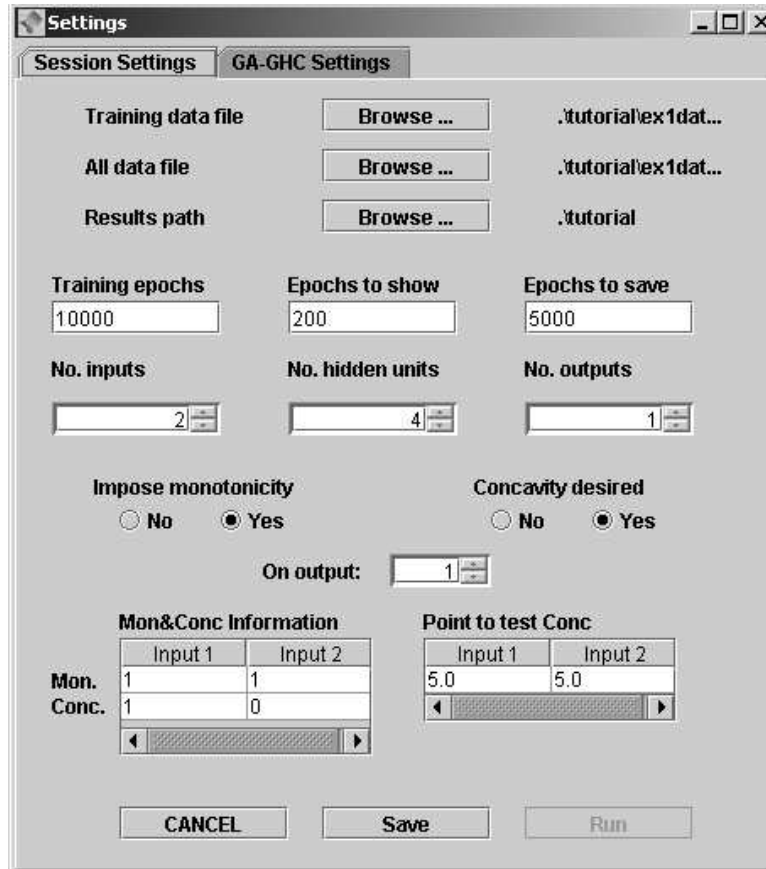 Settings
Session Settings GA-GHC Settings
Training data file Browse ... .\tutorial\ex1dat...
All data file Browse ... .\tutorial\ex1dat...
Results path Browse ... .\tutorial
Training epochs Epochs to show Epochs to save
10000 200 5000
No. inputs No. hidden units No. outputs
2 4 1
Impose monotonicity Concavity desired
No Yes No Yes
On output: 1
Mon&Conc Information Point to test Conc
Input 1 Input 2 Input 1 Input 2
Mon. 1 1 5.0 5.0
Conc. 1 0
CANCEL Save Run